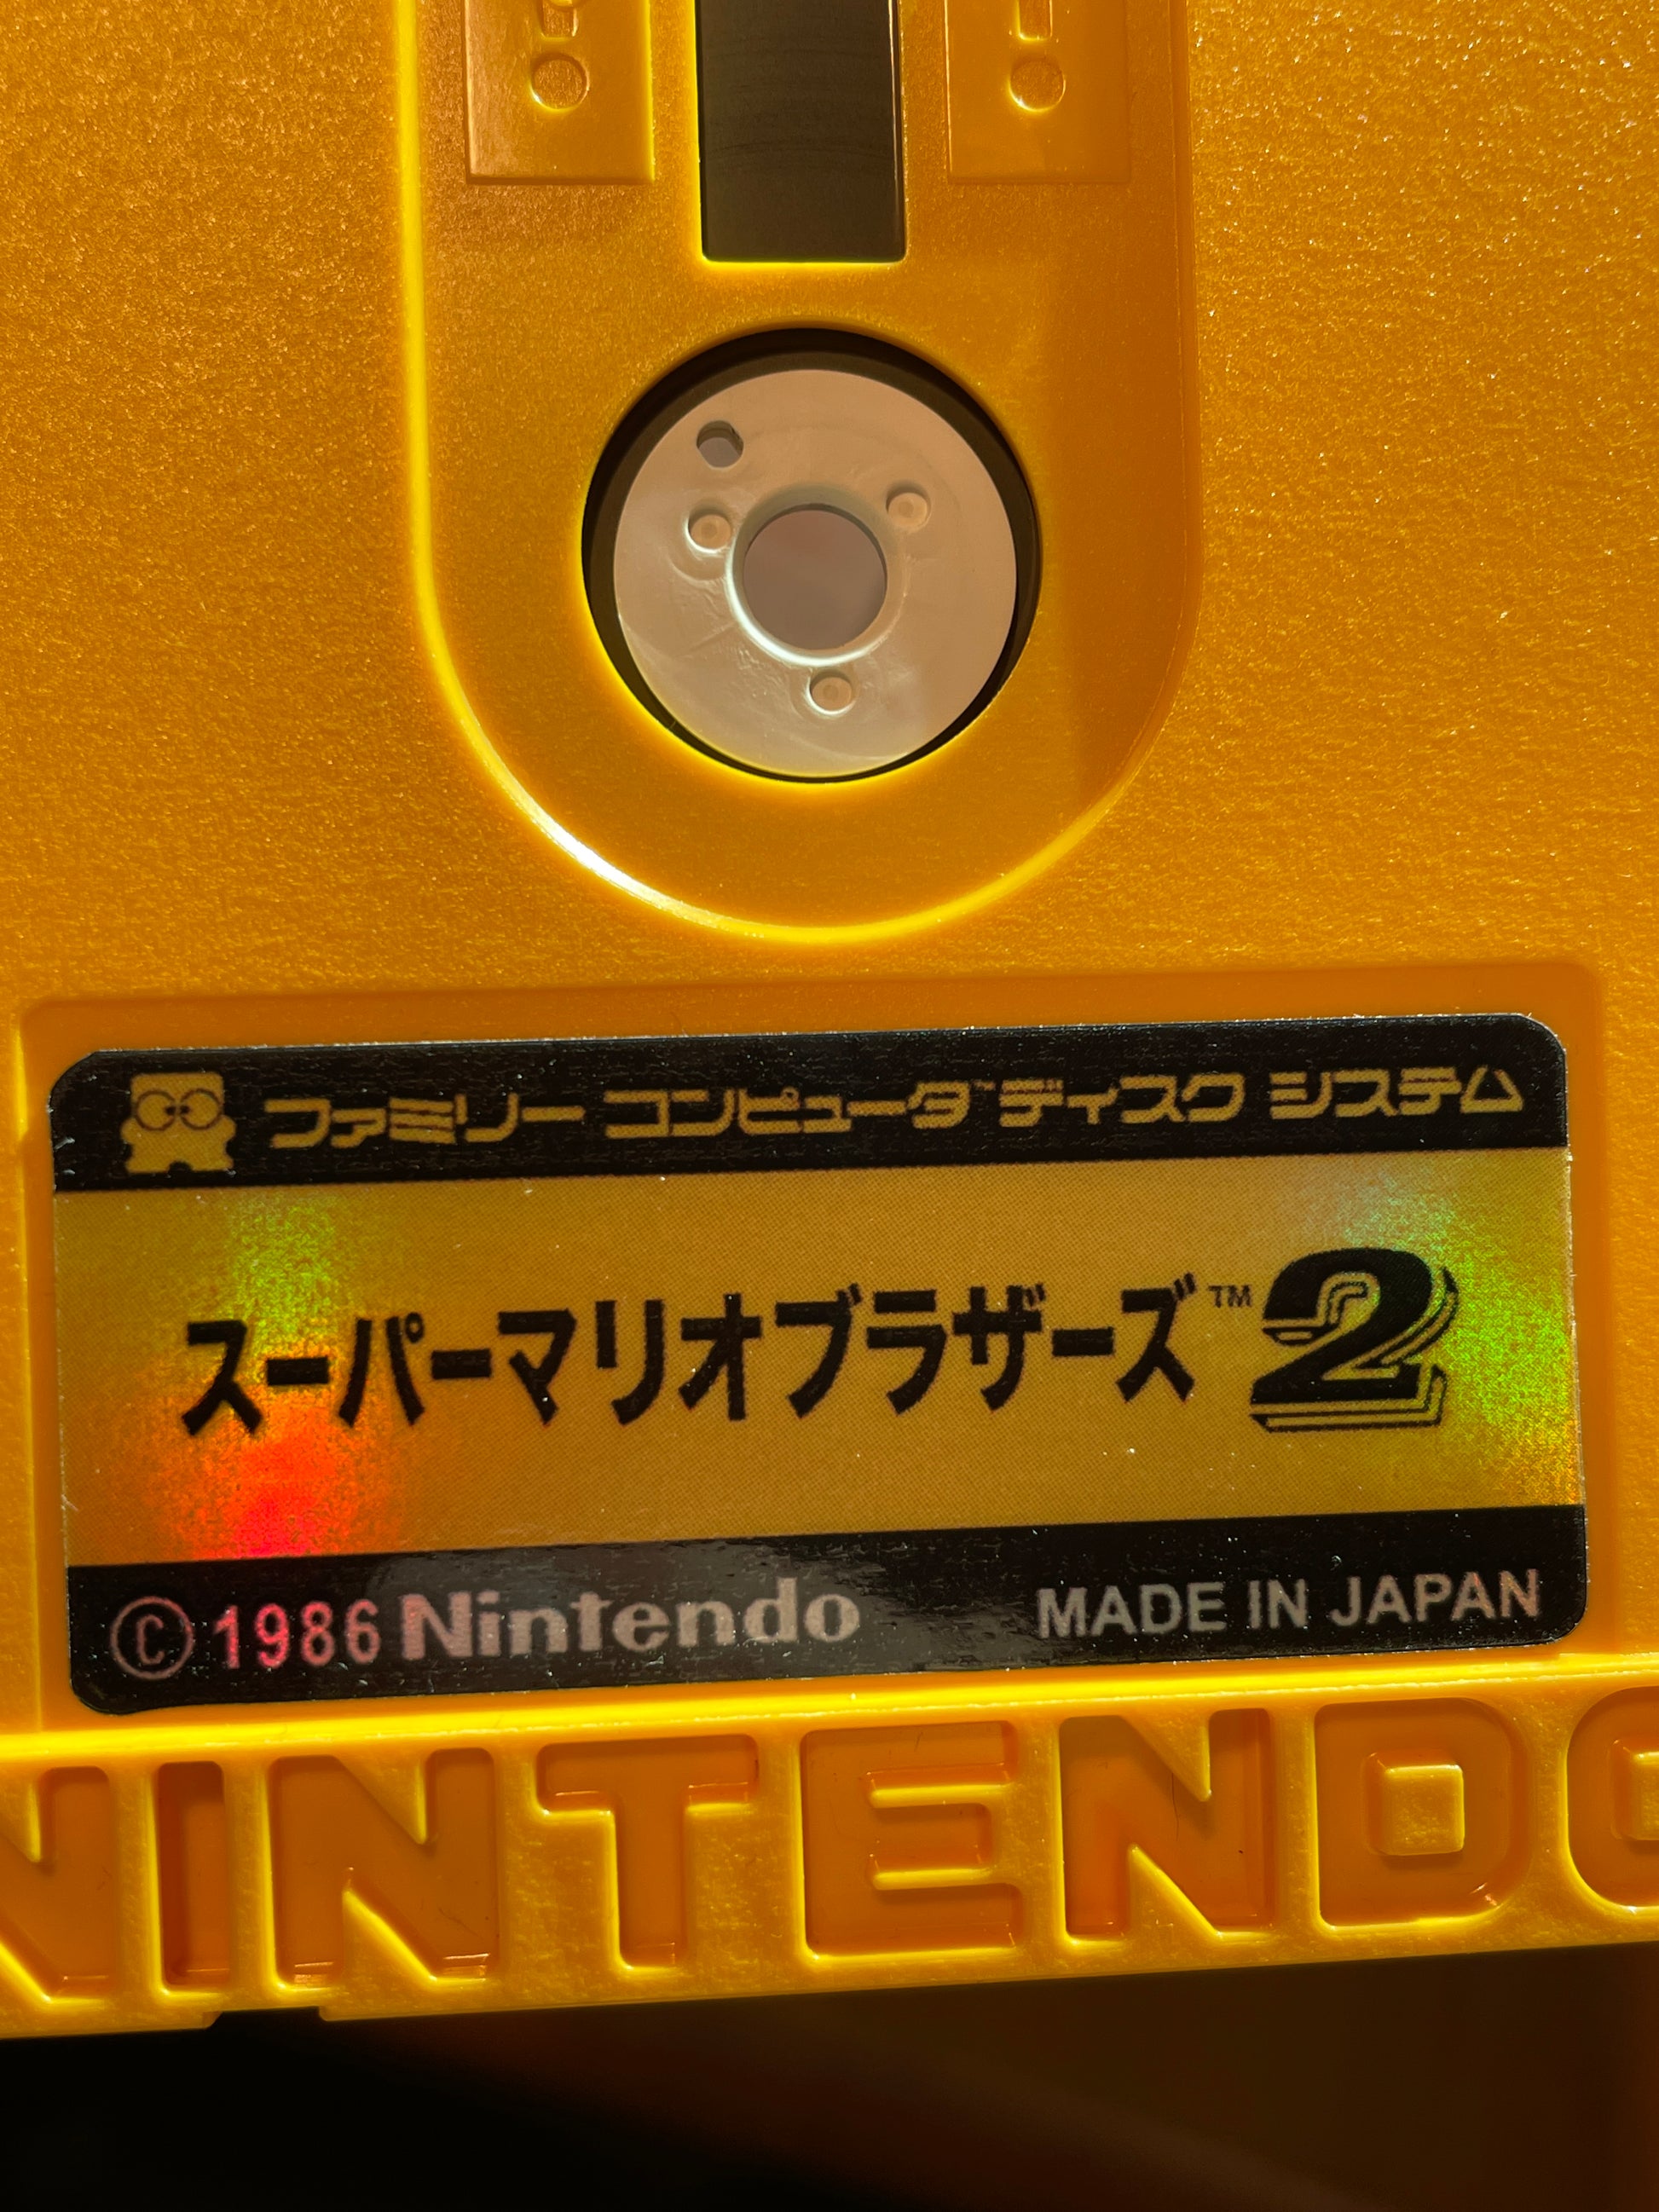 ファミリー コンピュータ™ ディスク システム
スーパーマリオブラザーズ™2
©1986 Nintendo MADE IN JAPAN
NINTENDO